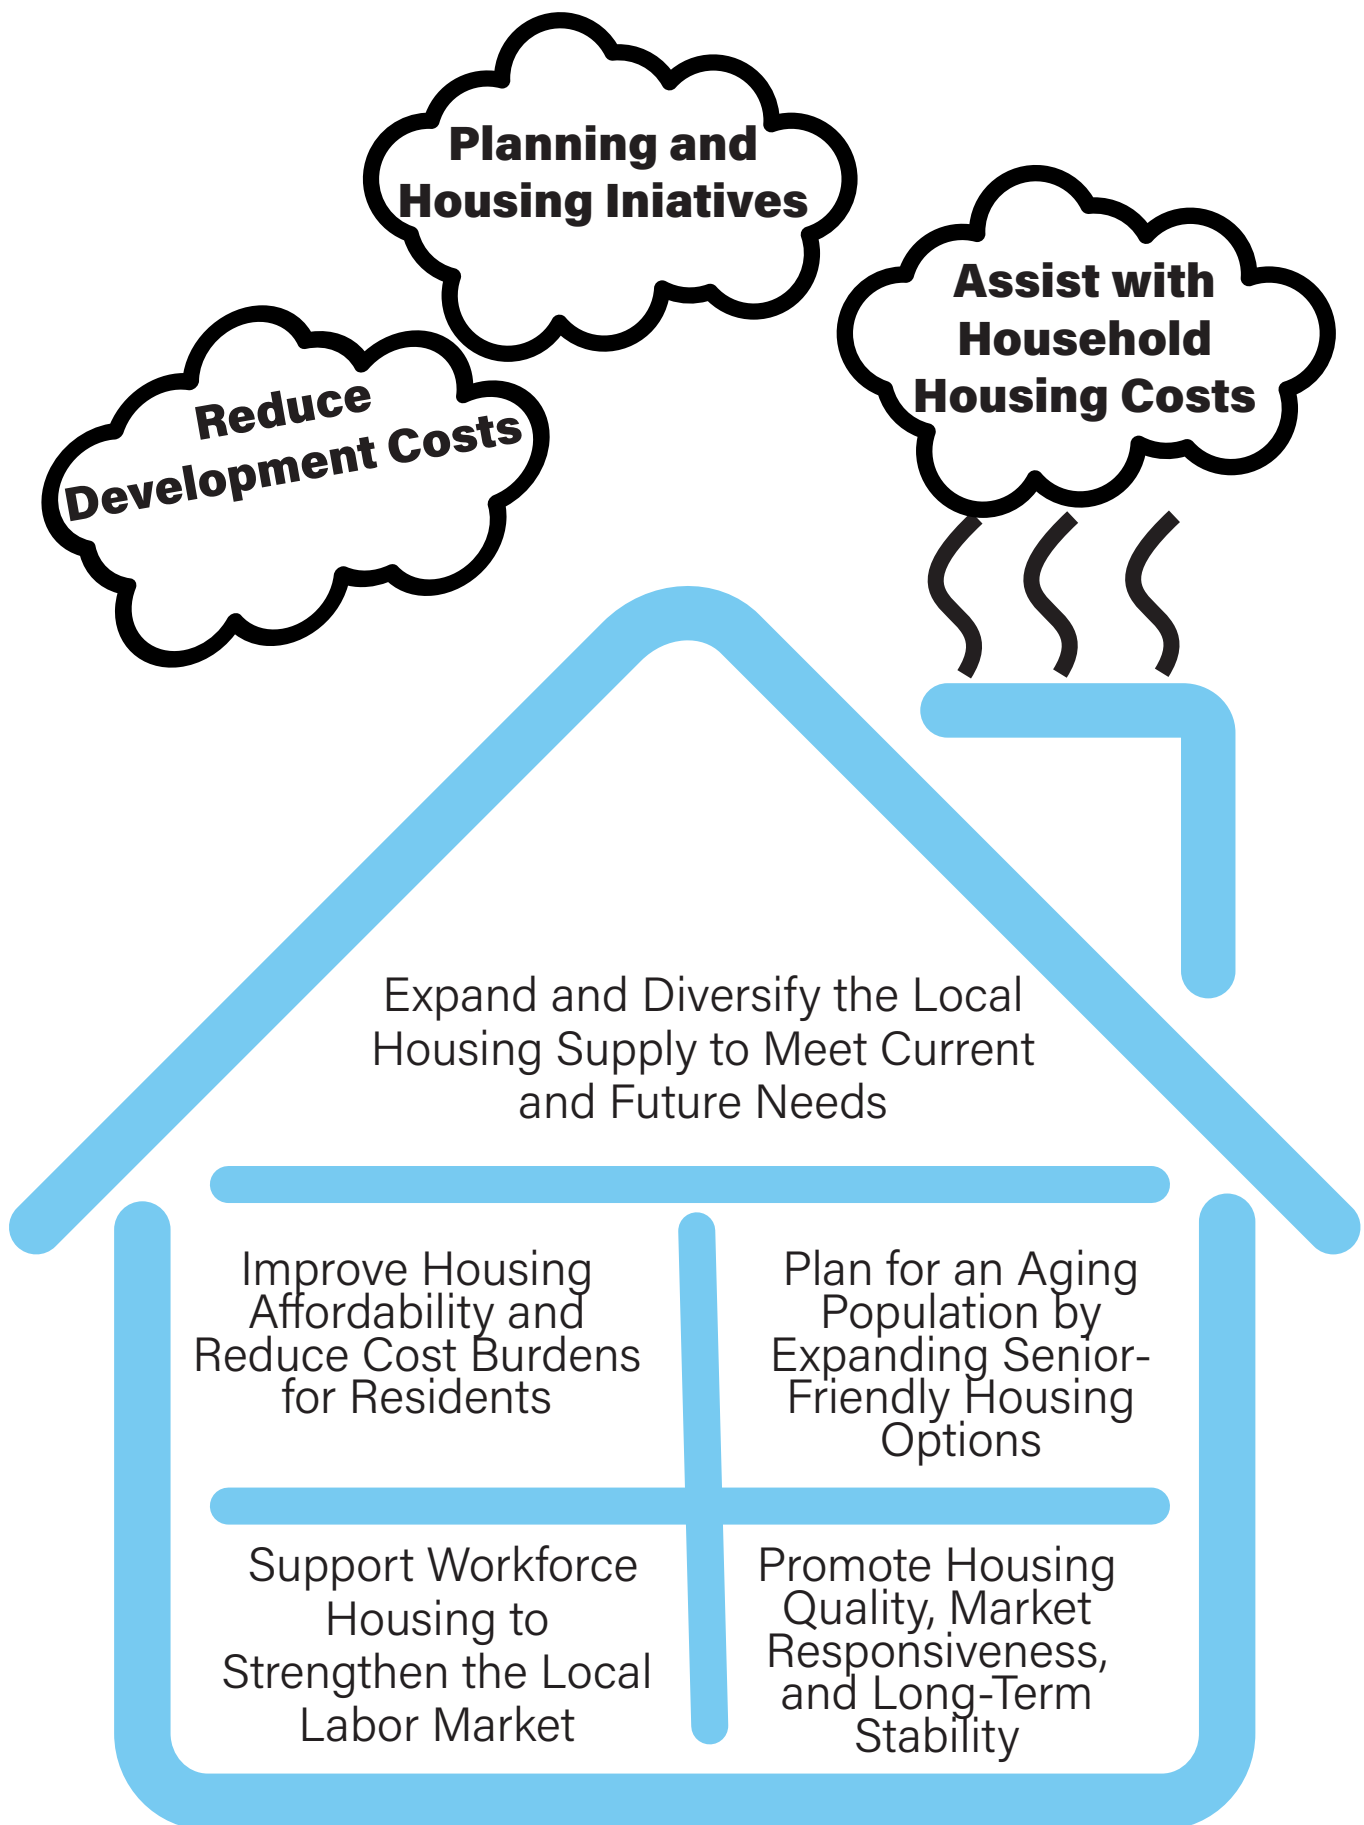 Planning and
Housing Iniatives
Assist with
Household
Housing Costs
Reduce
Development Costs
Expand and Diversify the Local
Housing Supply to Meet Current
and Future Needs
Improve Housing
Affordability and
Reduce Cost Burdens
for Residents
Plan for an Aging
Population by
Expanding Senior-
Friendly Housing
Options
Support Workforce
Housing to
Strengthen the Local
Labor Market
Promote Housing
Quality, Market
Responsiveness,
and Long-Term
Stability